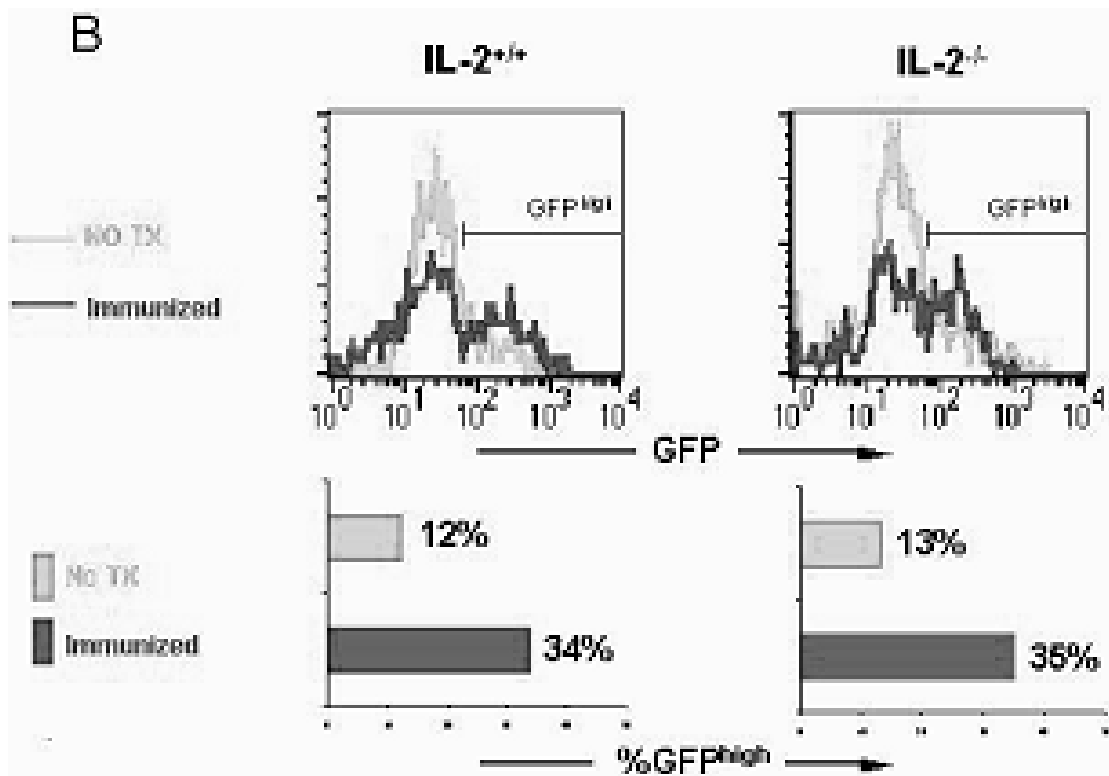 B
IL-2+/+
IL-2-/-
NO TX
Immunized
GFPhigh
GFPhigh
10^0 10^1 10^2 10^3 10^4
10^0 10^1 10^2 10^3 10^4
GFP
No TX
Immunized
12%
34%
13%
35%
%GFPhigh